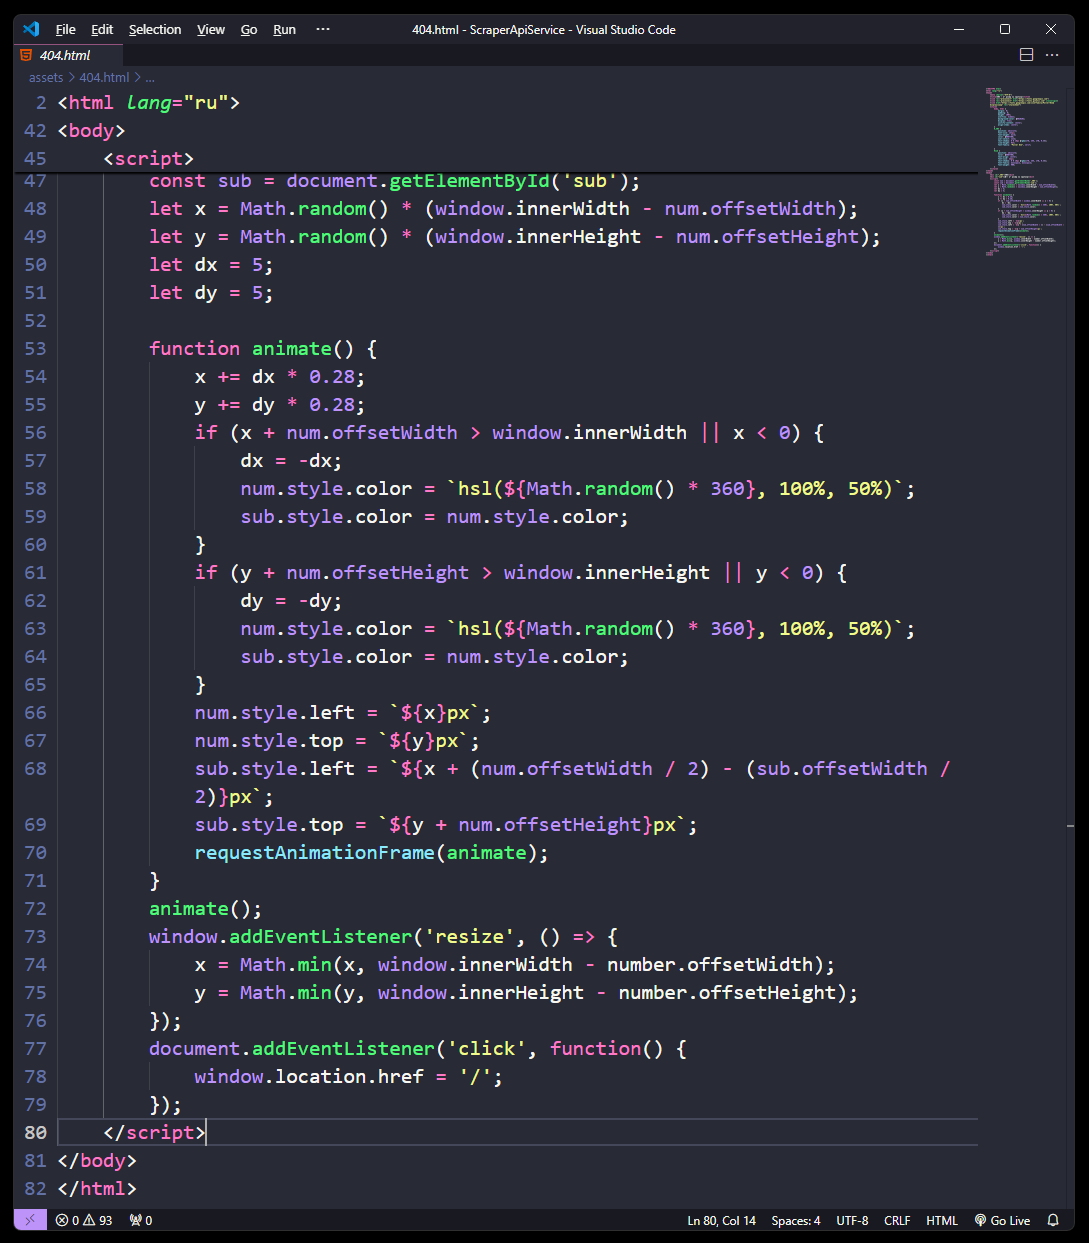 File Edit Selection View Go Run ··· 404.html - ScraperApiService - Visual Studio Code
404.html
assets > 404.html > ...
2 <html lang="ru">
42 <body>
45 <script>
47 const sub = document.getElementById('sub');
48 let x = Math.random() * (window.innerWidth - num.offsetWidth);
49 let y = Math.random() * (window.innerHeight - num.offsetHeight);
50 let dx = 5;
51 let dy = 5;
52
53 function animate() {
54 x += dx * 0.28;
55 y += dy * 0.28;
56 if (x + num.offsetWidth > window.innerWidth || x < 0) {
57 dx = -dx;
58 num.style.color = `hsl(${Math.random() * 360}, 100%, 50%)`;
59 sub.style.color = num.style.color;
60 }
61 if (y + num.offsetHeight > window.innerHeight || y < 0) {
62 dy = -dy;
63 num.style.color = `hsl(${Math.random() * 360}, 100%, 50%)`;
64 sub.style.color = num.style.color;
65 }
66 num.style.left = `${x}px`;
67 num.style.top = `${y}px`;
68 sub.style.left = `${x + (num.offsetWidth / 2) - (sub.offsetWidth /
2)}px`;
69 sub.style.top = `${y + num.offsetHeight}px`;
70 requestAnimationFrame(animate);
71 }
72 animate();
73 window.addEventListener('resize', () => {
74 x = Math.min(x, window.innerWidth - number.offsetWidth);
75 y = Math.min(y, window.innerHeight - number.offsetHeight);
76 });
77 document.addEventListener('click', function() {
78 window.location.href = '/';
79 });
80 </script>
81 </body>
82 </html>
0 93 0 Ln 80, Col 14 Spaces: 4 UTF-8 CRLF HTML Go Live